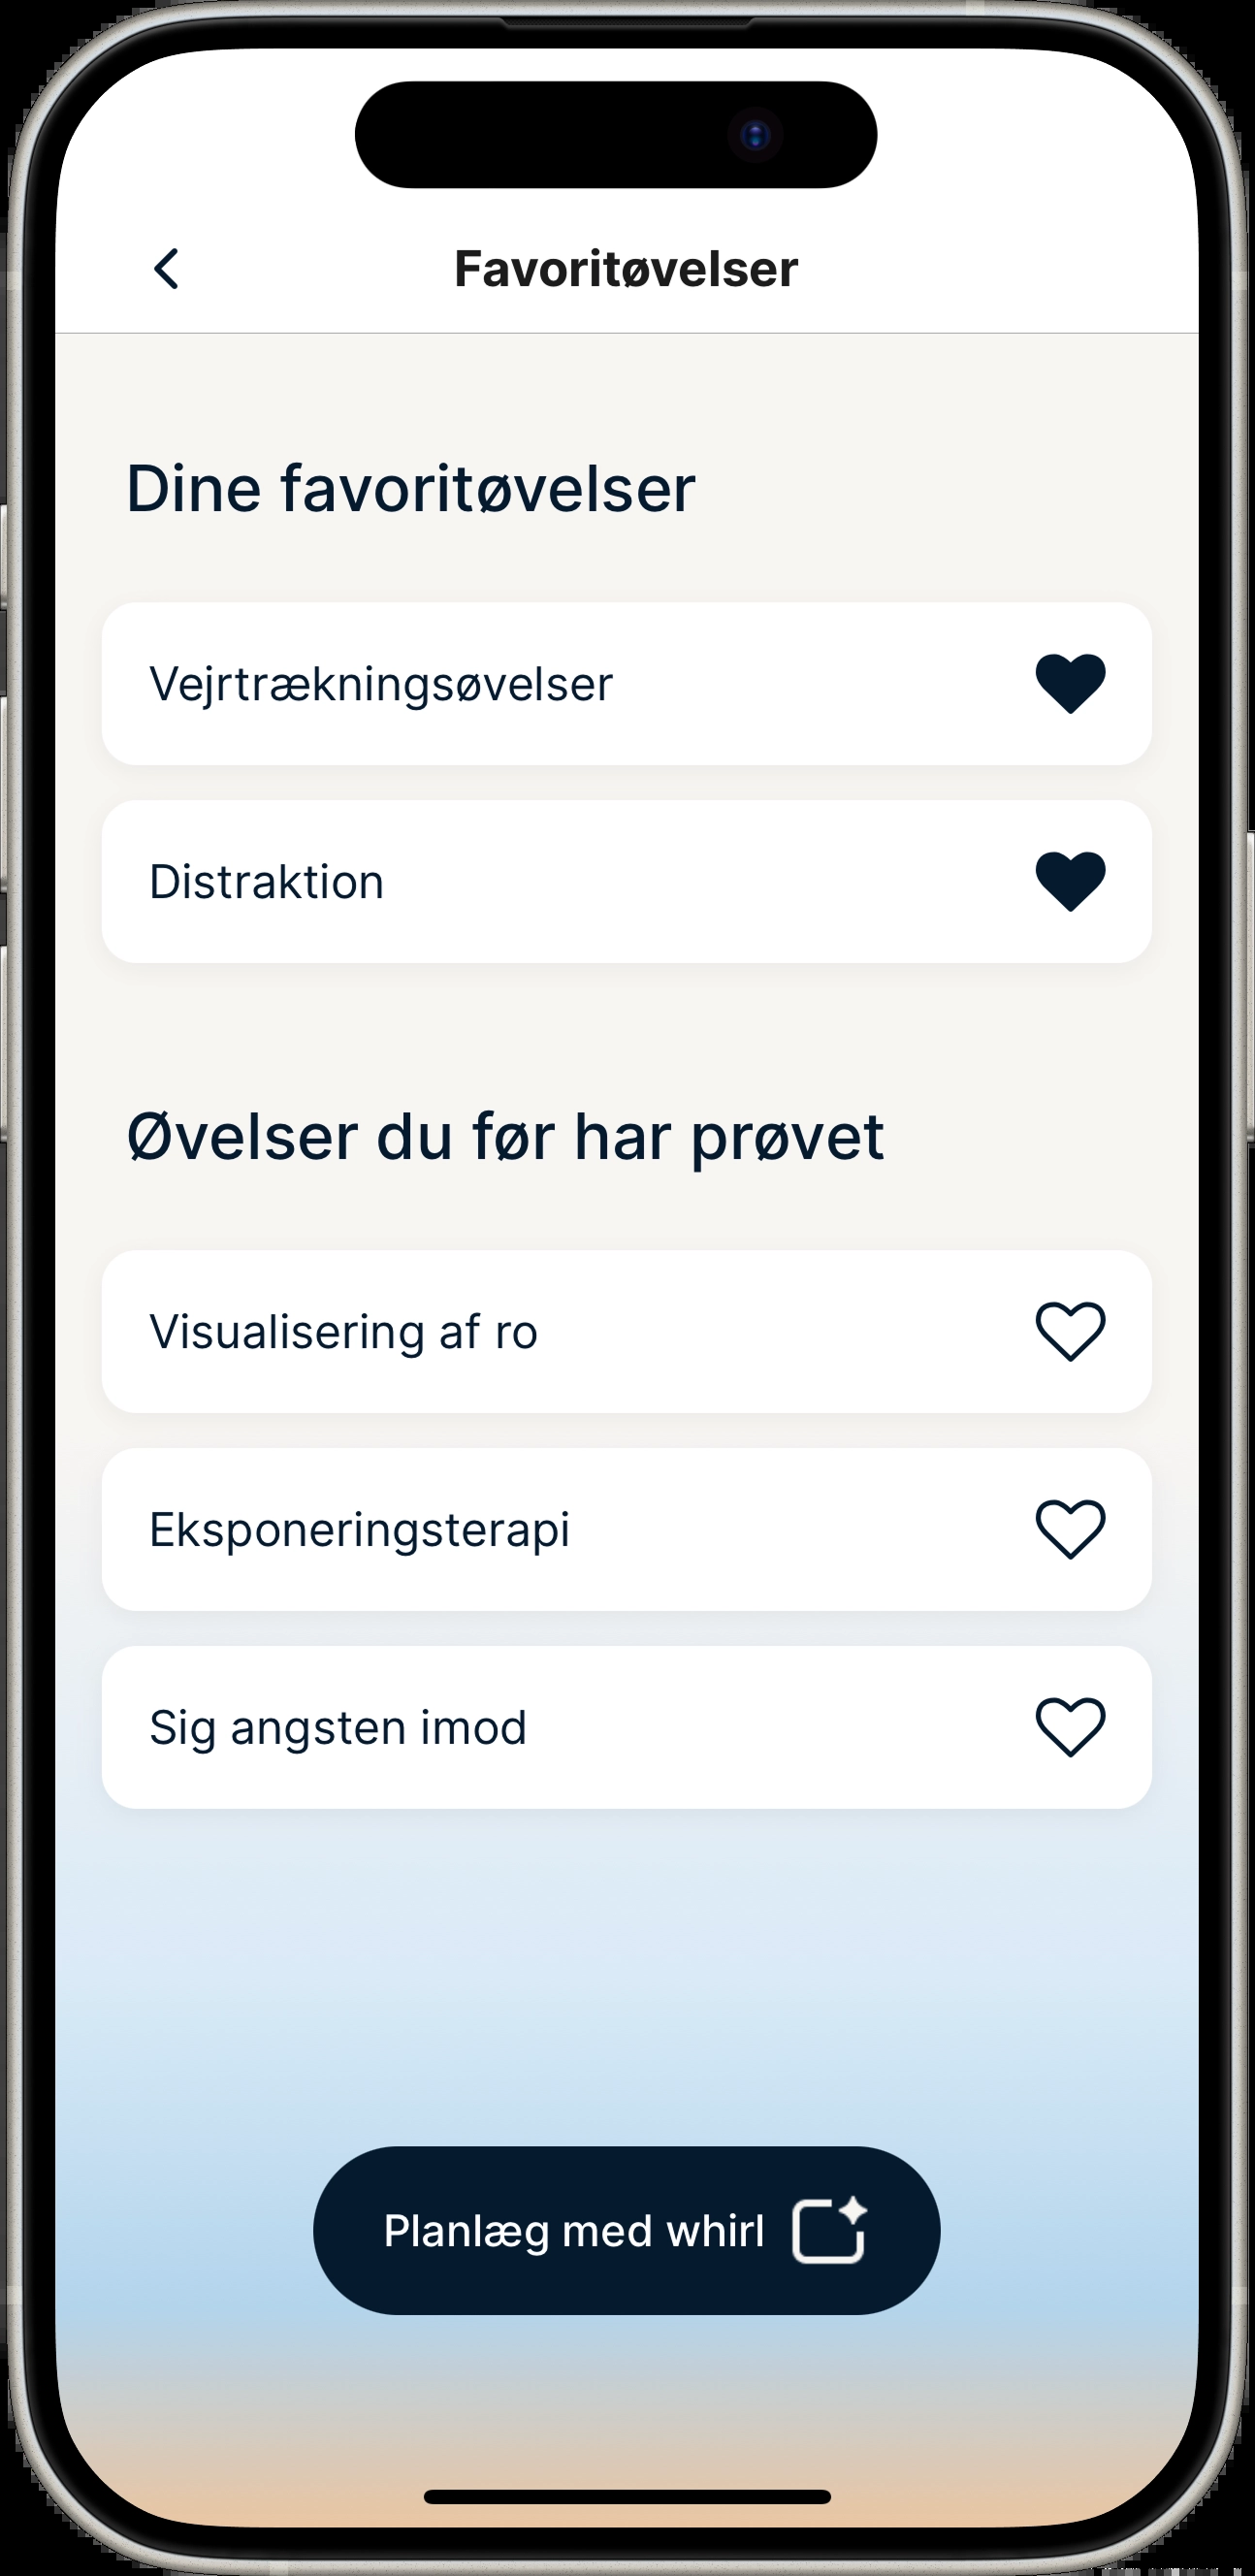 Favoritøvelser
Dine favoritøvelser
Vejrtrækningsøvelser
Distraktion
Øvelser du før har prøvet
Visualisering af ro
Eksponeringsterapi
Sig angsten imod
Planlæg med whirl